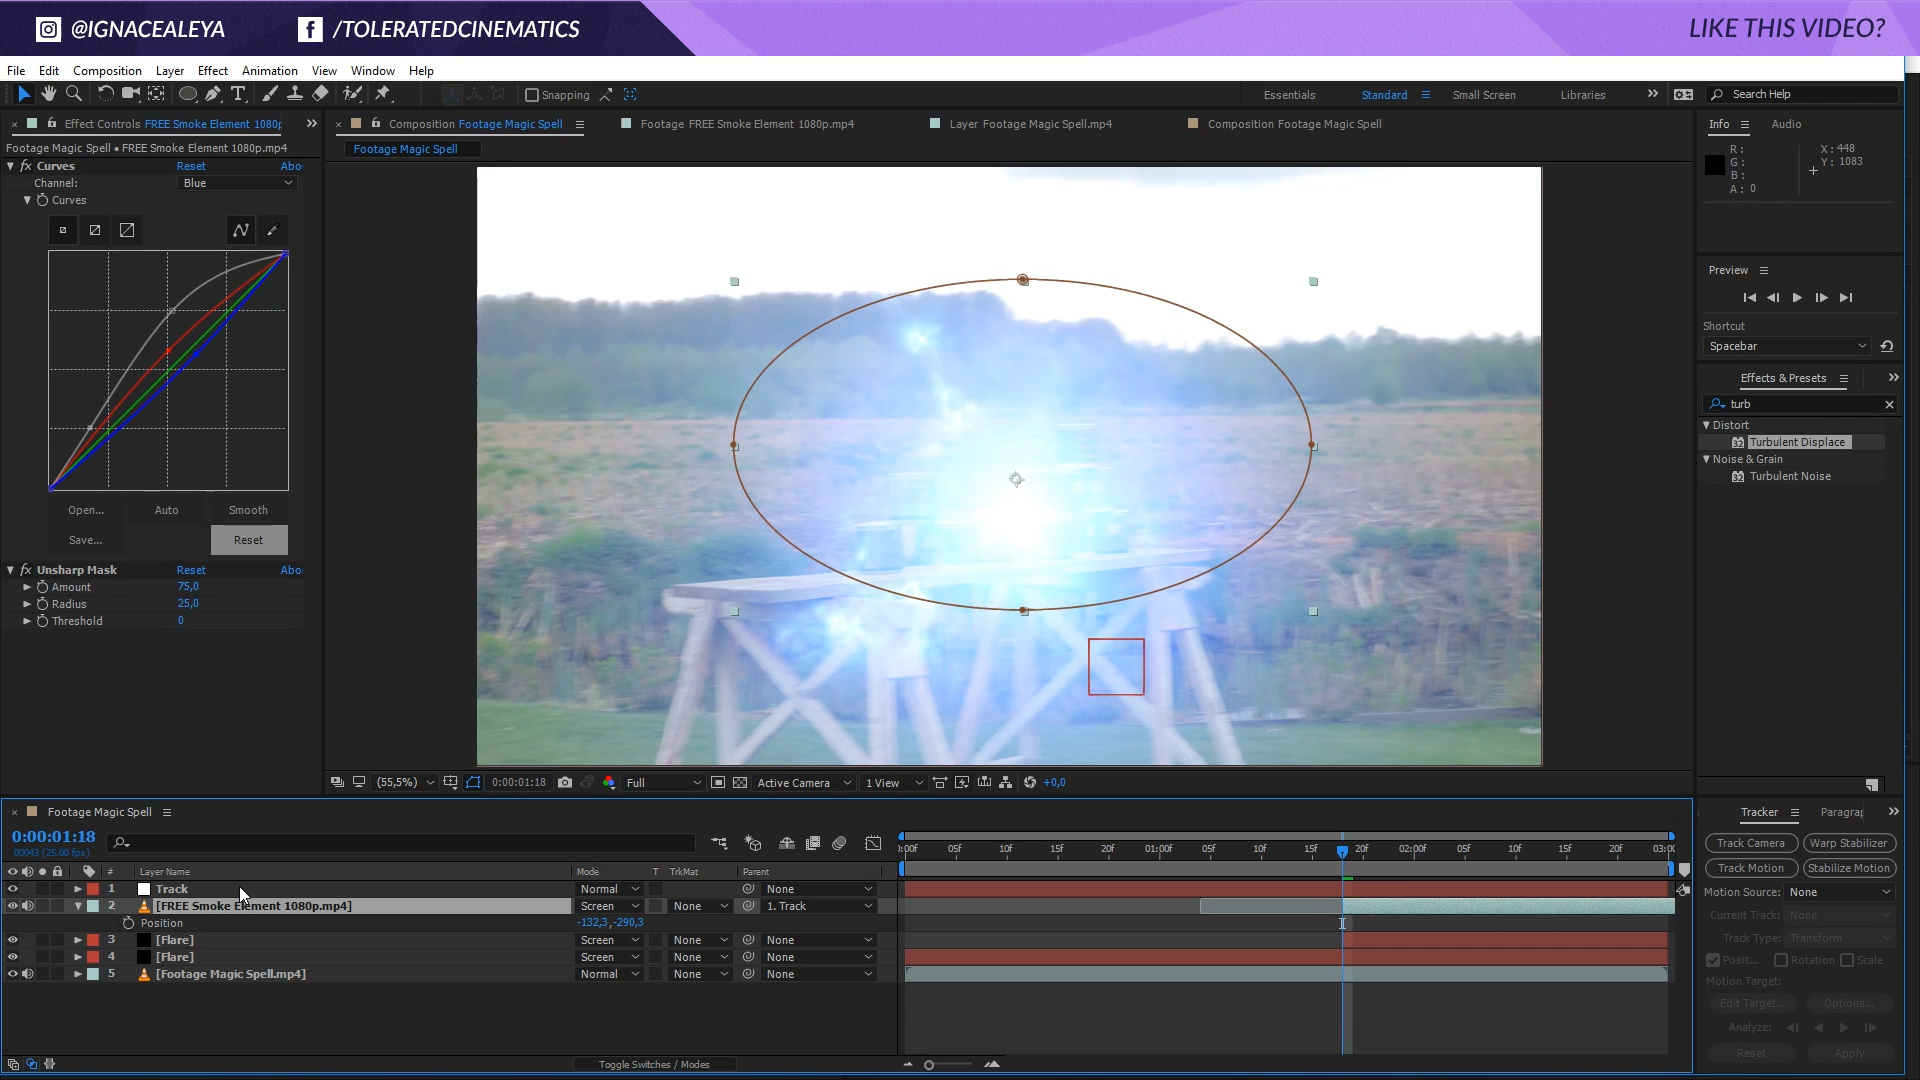 @IGNACEALEYA
/TOLERATEDCINEMATICS
LIKE THIS VIDEO?
File Edit Composition Layer Effect Animation View Window Help
Snapping
Essentials Standard Small Screen Libraries
Search Help
Effect Controls FREE Smoke Element 1080p
Composition Footage Magic Spell
Footage FREE Smoke Element 1080p.mp4
Layer Footage Magic Spell.mp4
Composition Footage Magic Spell
Info Audio
Footage Magic Spell • FREE Smoke Element 1080p.mp4
Footage Magic Spell
R :
G :
B :
A : 0
X : 448
Y : 1083
fx Curves Reset Abo
Channel: Blue
Curves
Open... Auto Smooth
Save... Reset
fx Unsharp Mask Reset Abo
Amount 75,0
Radius 25,0
Threshold 0
Preview
Shortcut
Spacebar
Effects & Presets
turb
Distort
32 Turbulent Displace
Noise & Grain
32 Turbulent Noise
(55,5%) 0:00:01:18 Full Active Camera 1 View +0,0
Footage Magic Spell
0:00:01:18
00043 (25.00 fps)
:00f 05f 10f 15f 20f 01:00f 05f 10f 15f 20f 02:00f 05f 10f 15f 20f 03:0
# Layer Name Mode T TrkMat Parent
1 Track Normal None
2 [FREE Smoke Element 1080p.mp4] Screen None 1. Track
Position -132,3,-290,3
3 [Flare] Screen None None
4 [Flare] Screen None None
5 [Footage Magic Spell.mp4] Normal None None
Toggle Switches / Modes
Tracker Paragrap
Track Camera Warp Stabilizer
Track Motion Stabilize Motion
Motion Source: None
Current Track: None
Track Type: Transform
Posit... Rotation Scale
Motion Target:
Edit Target... Options...
Analyze:
Reset Apply